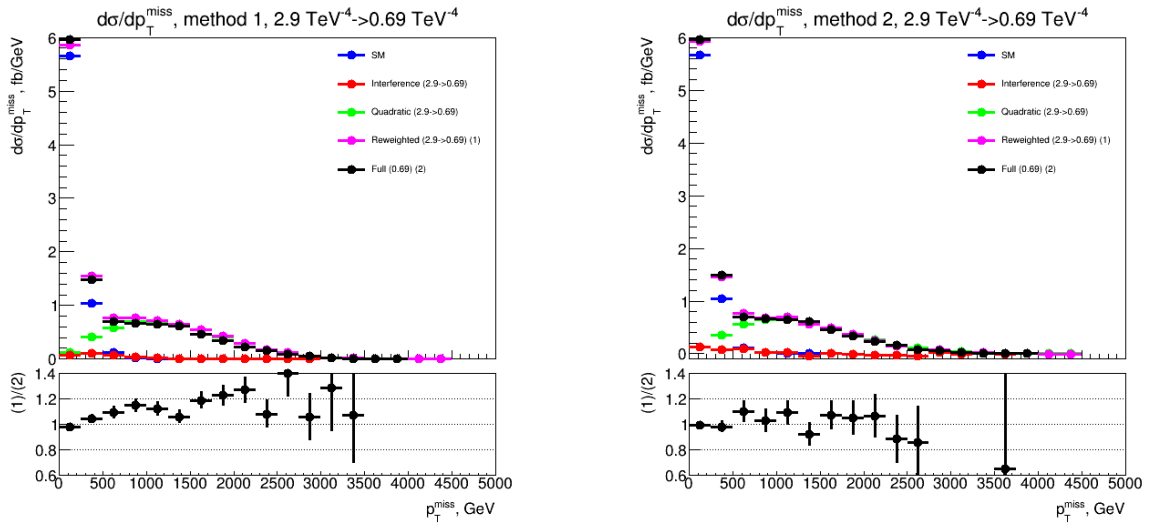 dσ/dp_T^miss, method 1, 2.9 TeV⁻⁴->0.69 TeV⁻⁴
dσ/dp_T^miss, fb/GeV
6
5
4
3
2
1
0
SM
Interference (2.9->0.69)
Quadratic (2.9->0.69)
Reweighted (2.9->0.69) (1)
Full (0.69) (2)
(1)/(2)
1.4
1.2
1.0
0.8
0.6
0 500 1000 1500 2000 2500 3000 3500 4000 4500 5000
p_T^miss, GeV
dσ/dp_T^miss, method 2, 2.9 TeV⁻⁴->0.69 TeV⁻⁴
dσ/dp_T^miss, fb/GeV
6
5
4
3
2
1
0
SM
Interference (2.9->0.69)
Quadratic (2.9->0.69)
Reweighted (2.9->0.69) (1)
Full (0.69) (2)
(1)/(2)
1.4
1.2
1.0
0.8
0.6
0 500 1000 1500 2000 2500 3000 3500 4000 4500 5000
p_T^miss, GeV